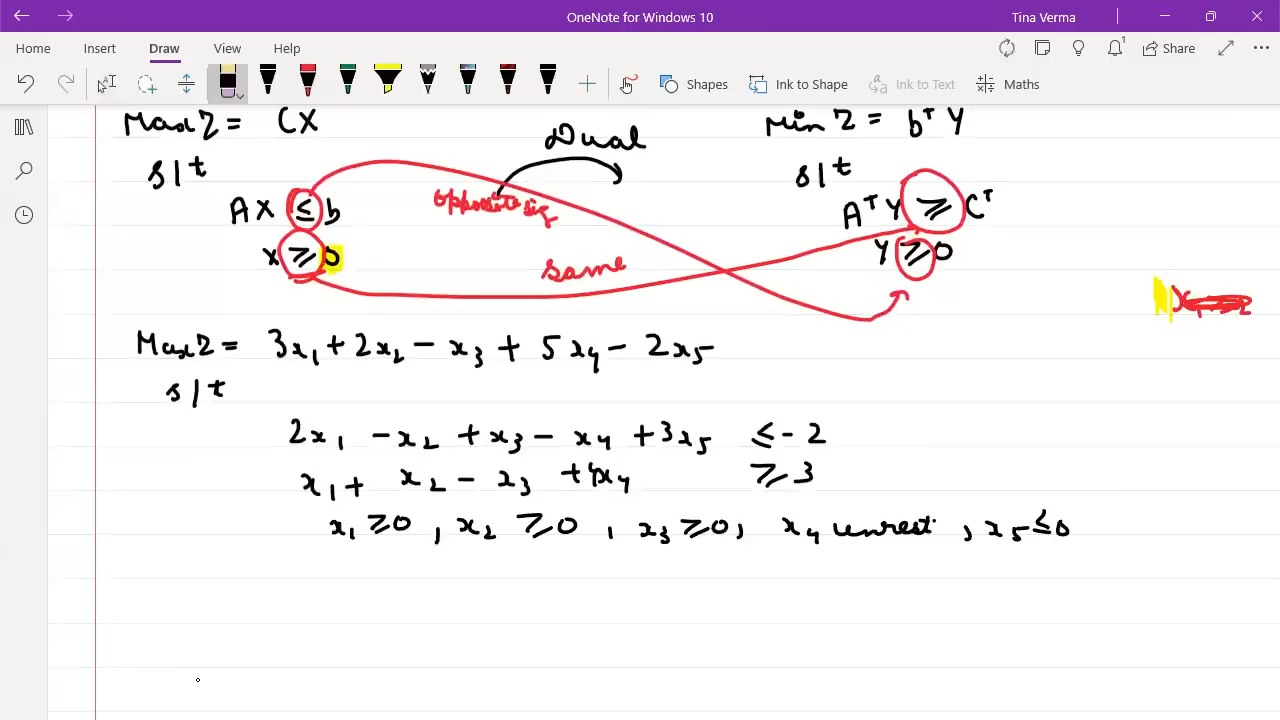 OneNote for Windows 10
Tina Verma
Home Insert Draw View Help
Share
Shapes Ink to Shape Ink to Text Maths
Max Z = CX
Min Z = bᵀ Y
Dual
s/t
s/t
AX ≤ b
opposite sig
AᵀY ≥ Cᵀ
X ≥ 0
same
Y ≥ 0
Max Z = 3x₁ + 2x₂ - x₃ + 5x₄ - 2x₅
s/t
2x₁ - x₂ + x₃ - x₄ + 3x₅ ≤ - 2
x₁ + x₂ - x₃ + 4x₄ ≥ 3
x₁ ≥ 0, x₂ ≥ 0, x₃ ≥ 0, x₄ unrest, x₅ ≤ 0